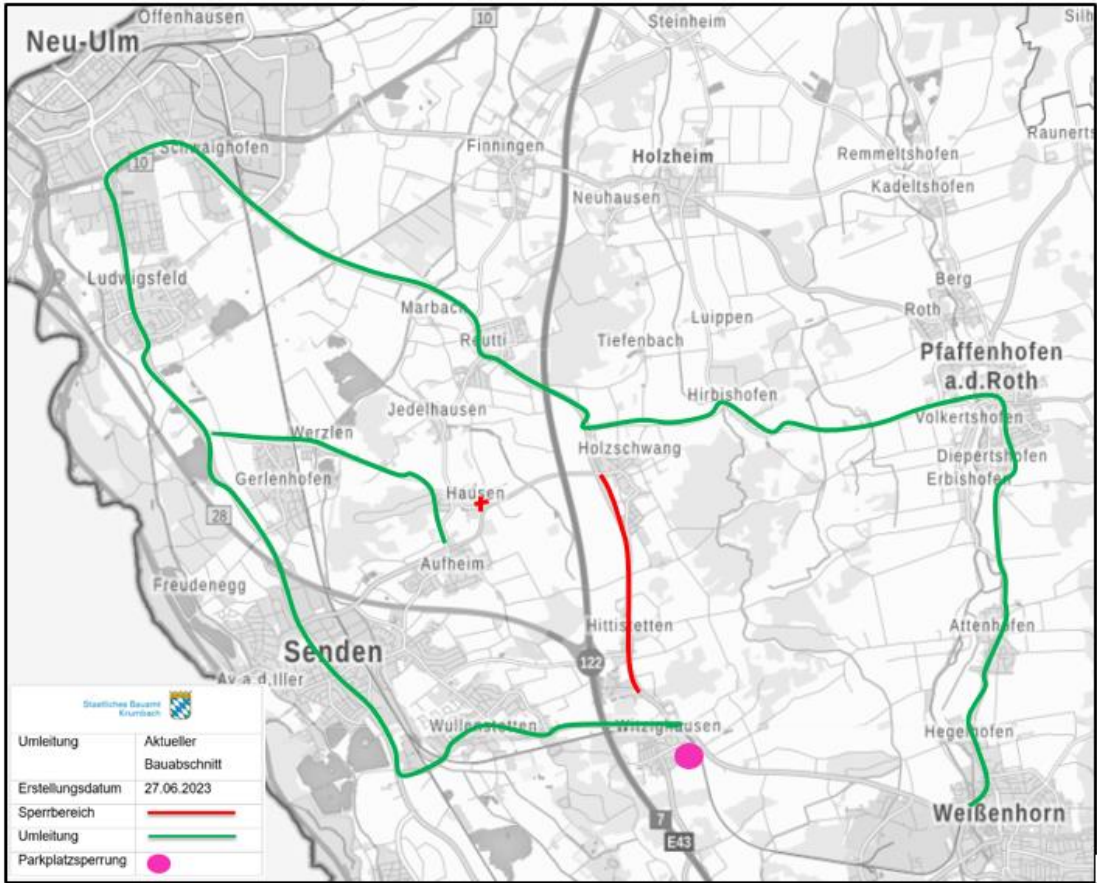 Offenhausen
10
Steinheim
Silh
Neu-Ulm
Schwaighofen
10
Finningen
Holzheim
Remmeltshofen
Raunerts
Kadeltshofen
Neuhausen
Ludwigsfeld
Berg
Marbach
Luippen
Roth
Reutti
Tiefenbach
Pfaffenhofen
a.d.Roth
Hirbishofen
Jedelhausen
Volkertshofen
Werzlen
Holzschwang
Diepertshofen
Gerlenhofen
Erbishofen
Hausen
28
Aufheim
Freudenegg
Hittistetten
Attenhofen
Senden
122
Ay a.d.Iller
Wullenstetten
Witzighausen
Hegelhofen
Weißenhorn
7
E43
Staatliches Bauamt
Krumbach
Umleitung Aktueller
Bauabschnitt
Erstellungsdatum 27.06.2023
Sperrbereich
Umleitung
Parkplatzsperrung